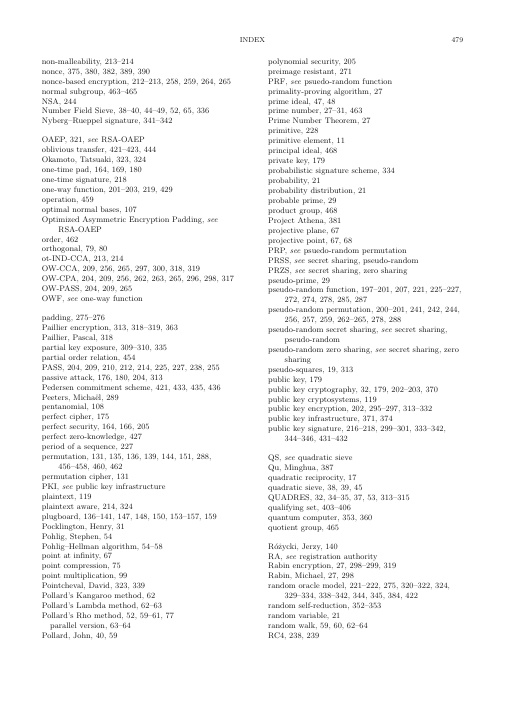 INDEX
479
non-malleability, 213–214
nonce, 375, 380, 382, 389, 390
nonce-based encryption, 212–213, 258, 259, 264, 265
normal subgroup, 463–465
NSA, 244
Number Field Sieve, 38–40, 44–49, 52, 65, 336
Nyberg–Rueppel signature, 341–342
OAEP, 321, see RSA-OAEP
oblivious transfer, 421–423, 444
Okamoto, Tatsuaki, 323, 324
one-time pad, 164, 169, 180
one-time signature, 218
one-way function, 201–203, 219, 429
operation, 459
optimal normal bases, 107
Optimized Asymmetric Encryption Padding, see
RSA-OAEP
order, 462
orthogonal, 79, 80
ot-IND-CCA, 213, 214
OW-CCA, 209, 256, 265, 297, 300, 318, 319
OW-CPA, 204, 209, 256, 262, 263, 265, 296, 298, 317
OW-PASS, 204, 209, 265
OWF, see one-way function
padding, 275–276
Paillier encryption, 313, 318–319, 363
Paillier, Pascal, 318
partial key exposure, 309–310, 335
partial order relation, 454
PASS, 204, 209, 210, 212, 214, 225, 227, 238, 255
passive attack, 176, 180, 204, 313
Pedersen commitment scheme, 421, 433, 435, 436
Peeters, Michaël, 289
pentanomial, 108
perfect cipher, 175
perfect security, 164, 166, 205
perfect zero-knowledge, 427
period of a sequence, 227
permutation, 131, 135, 136, 139, 144, 151, 288,
456–458, 460, 462
permutation cipher, 131
PKI, see public key infrastructure
plaintext, 119
plaintext aware, 214, 324
plugboard, 136–141, 147, 148, 150, 153–157, 159
Pocklington, Henry, 31
Pohlig, Stephen, 54
Pohlig–Hellman algorithm, 54–58
point at infinity, 67
point compression, 75
point multiplication, 99
Pointcheval, David, 323, 339
Pollard's Kangaroo method, 62
Pollard's Lambda method, 62–63
Pollard's Rho method, 52, 59–61, 77
parallel version, 63–64
Pollard, John, 40, 59
polynomial security, 205
preimage resistant, 271
PRF, see psuedo-random function
primality-proving algorithm, 27
prime ideal, 47, 48
prime number, 27–31, 463
Prime Number Theorem, 27
primitive, 228
primitive element, 11
principal ideal, 468
private key, 179
probabilistic signature scheme, 334
probability, 21
probability distribution, 21
probable prime, 29
product group, 468
Project Athena, 381
projective plane, 67
projective point, 67, 68
PRP, see psuedo-random permutation
PRSS, see secret sharing, pseudo-random
PRZS, see secret sharing, zero sharing
pseudo-prime, 29
pseudo-random function, 197–201, 207, 221, 225–227,
272, 274, 278, 285, 287
pseudo-random permutation, 200–201, 241, 242, 244,
256, 257, 259, 262–265, 278, 288
pseudo-random secret sharing, see secret sharing,
pseudo-random
pseudo-random zero sharing, see secret sharing, zero
sharing
pseudo-squares, 19, 313
public key, 179
public key cryptography, 32, 179, 202–203, 370
public key cryptosystems, 119
public key encryption, 202, 295–297, 313–332
public key infrastructure, 371, 374
public key signature, 216–218, 299–301, 333–342,
344–346, 431–432
QS, see quadratic sieve
Qu, Minghua, 387
quadratic reciprocity, 17
quadratic sieve, 38, 39, 45
QUADRES, 32, 34–35, 37, 53, 313–315
qualifying set, 403–406
quantum computer, 353, 360
quotient group, 465
Różycki, Jerzy, 140
RA, see registration authority
Rabin encryption, 27, 298–299, 319
Rabin, Michael, 27, 298
random oracle model, 221–222, 275, 320–322, 324,
329–334, 338–342, 344, 345, 384, 422
random self-reduction, 352–353
random variable, 21
random walk, 59, 60, 62–64
RC4, 238, 239